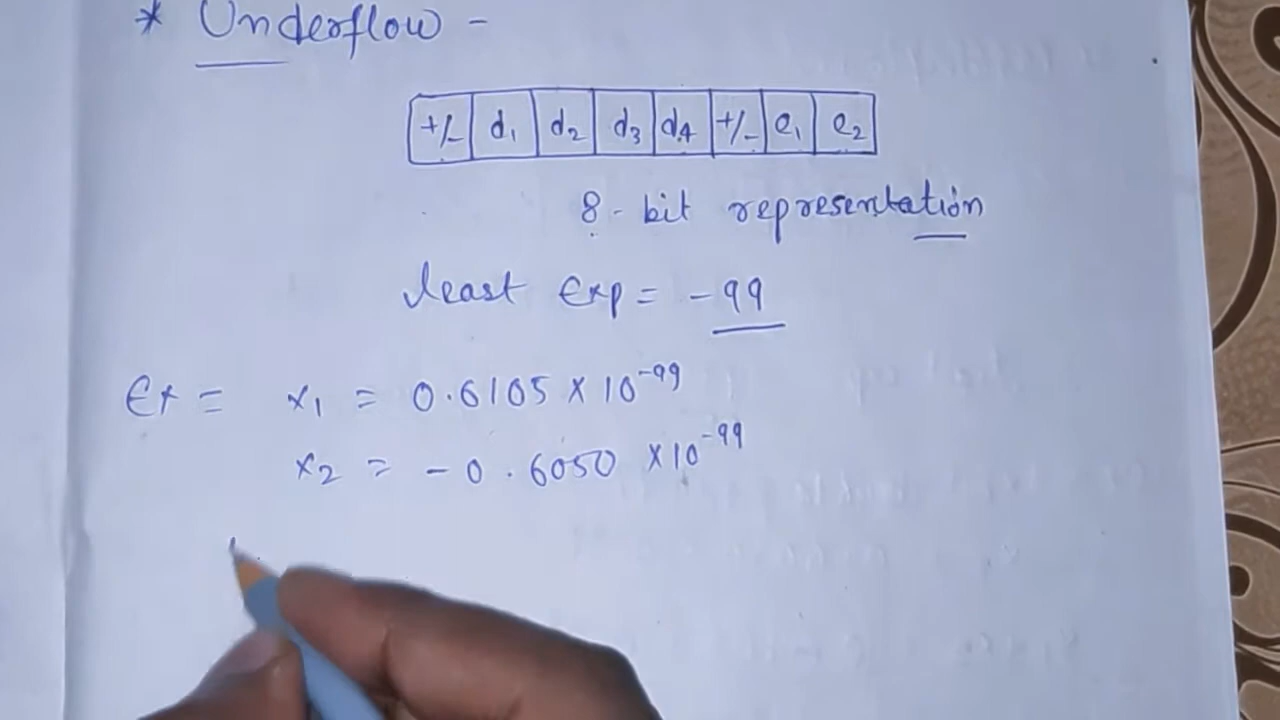 * Underflow -
+/- d1 d2 d3 d4 +/- e1 e2
8 - bit representation
least Exp = - 99
Ex = x1 = 0.6105 × 10^-99
x2 = - 0.6050 × 10^-99